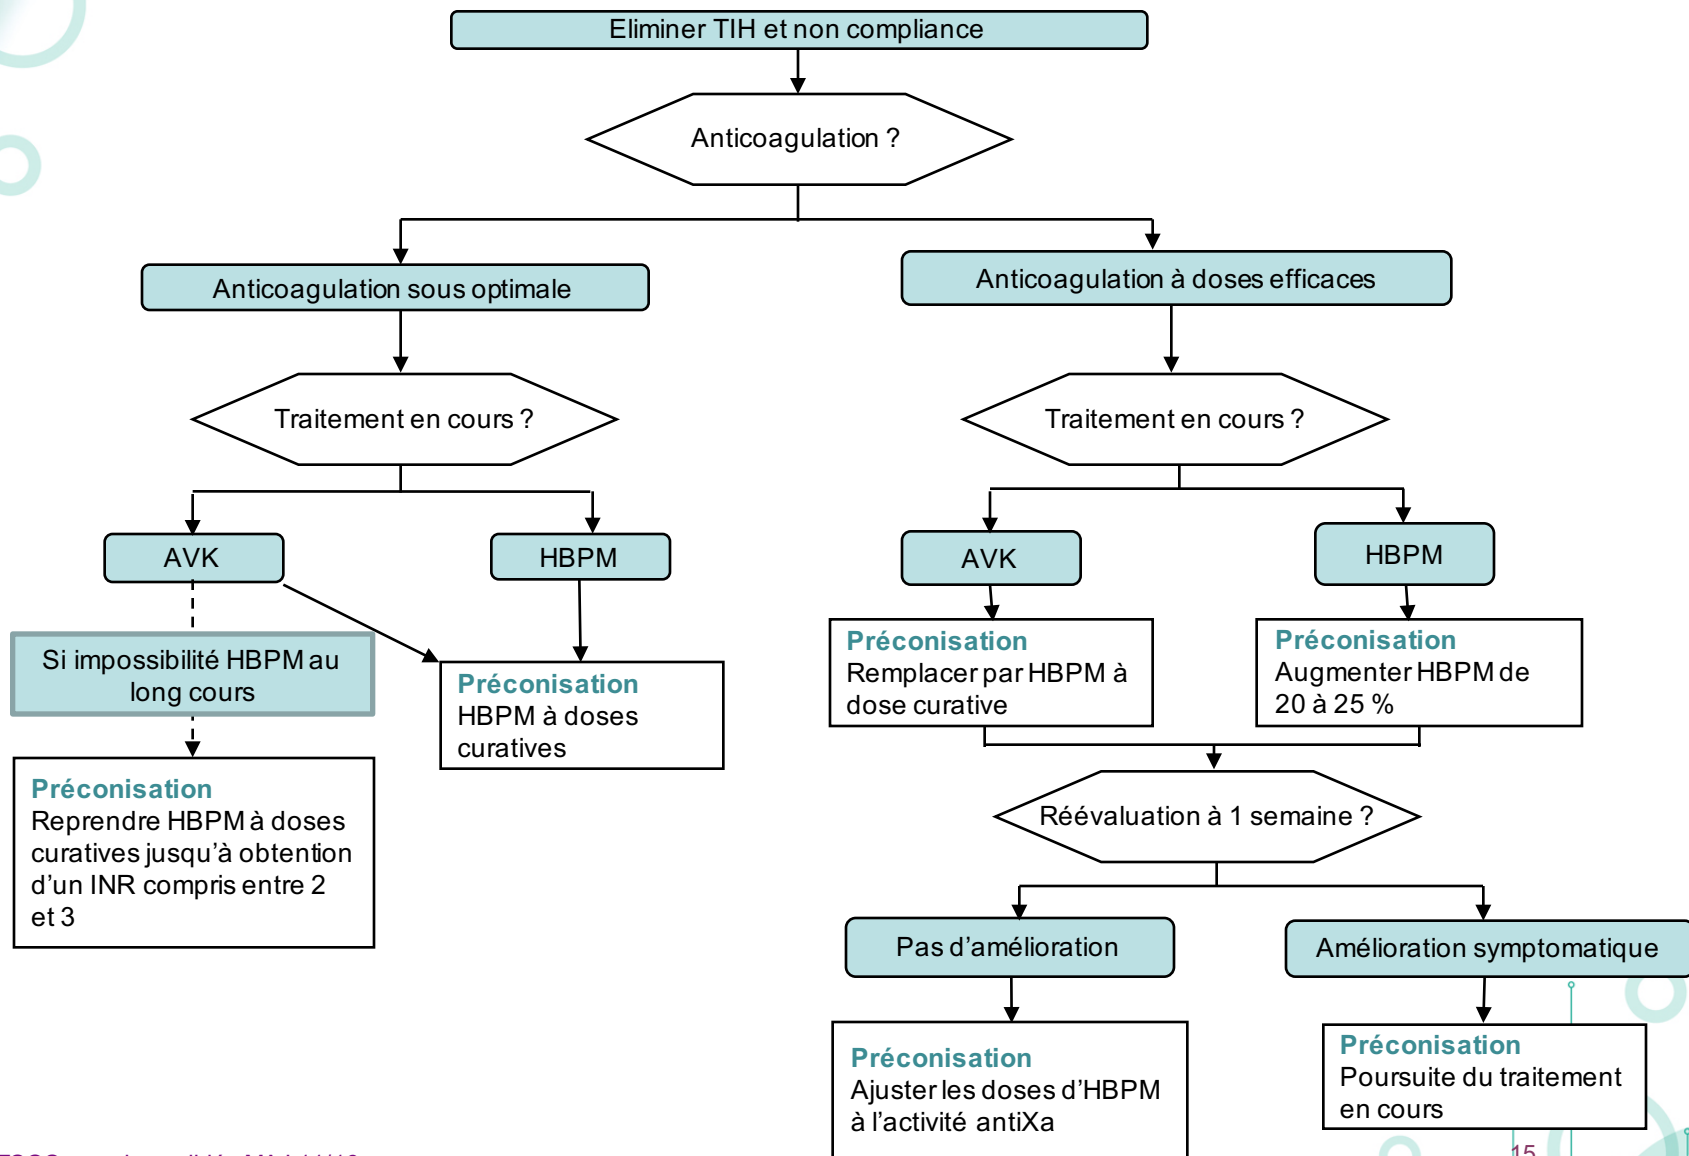 Eliminer TIH et non compliance
Anticoagulation ?
Anticoagulation sous optimale
Anticoagulation à doses efficaces
Traitement en cours ?
Traitement en cours ?
AVK
HBPM
AVK
HBPM
Si impossibilité HBPM au
long cours
Préconisation
HBPM à doses
curatives
Préconisation
Remplacer par HBPM à
dose curative
Préconisation
Augmenter HBPM de
20 à 25 %
Préconisation
Reprendre HBPM à doses
curatives jusqu’à obtention
d’un INR compris entre 2
et 3
Réévaluation à 1 semaine ?
Pas d’amélioration
Amélioration symptomatique
Préconisation
Ajuster les doses d’HBPM
à l’activité antiXa
Préconisation
Poursuite du traitement
en cours
15